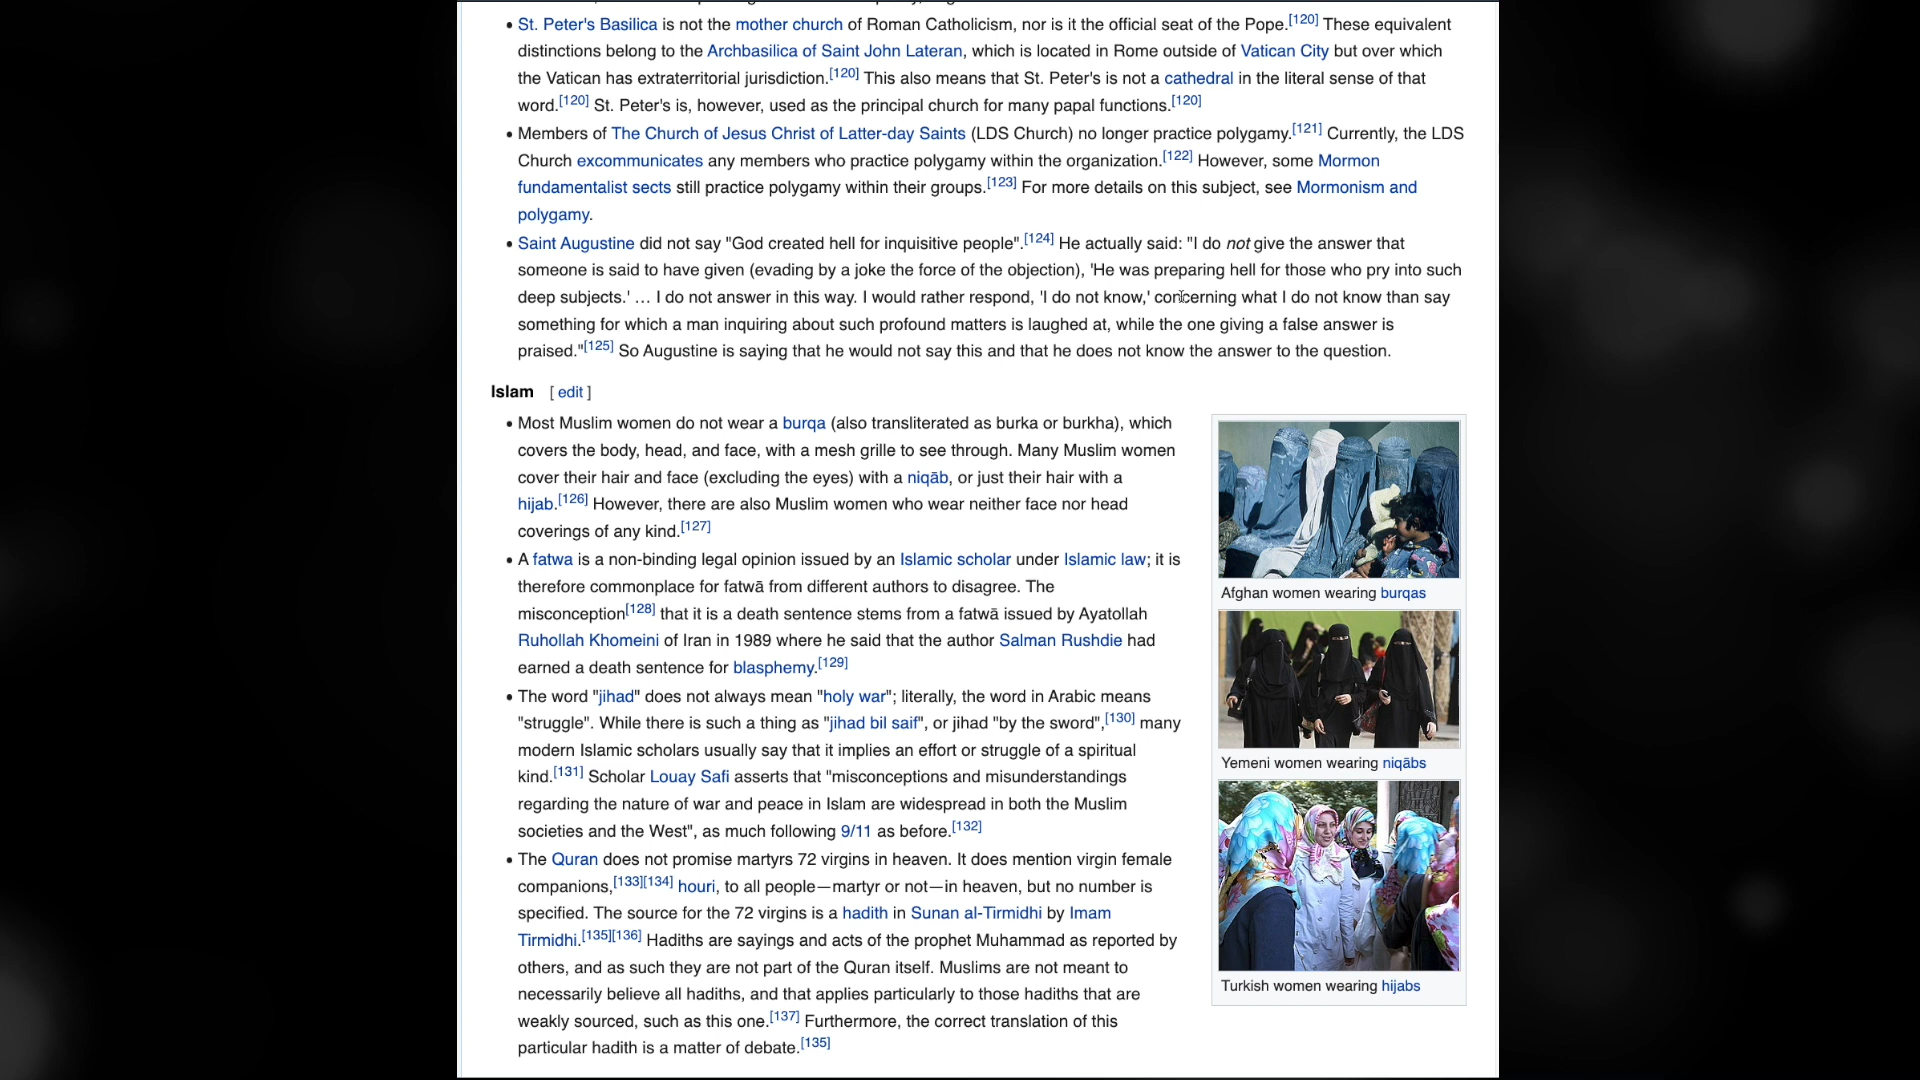 St. Peter's Basilica is not the mother church of Roman Catholicism, nor is it the official seat of the Pope.[120] These equivalent
distinctions belong to the Archbasilica of Saint John Lateran, which is located in Rome outside of Vatican City but over which
the Vatican has extraterritorial jurisdiction.[120] This also means that St. Peter's is not a cathedral in the literal sense of that
word.[120] St. Peter's is, however, used as the principal church for many papal functions.[120]
Members of The Church of Jesus Christ of Latter-day Saints (LDS Church) no longer practice polygamy.[121] Currently, the LDS
Church excommunicates any members who practice polygamy within the organization.[122] However, some Mormon
fundamentalist sects still practice polygamy within their groups.[123] For more details on this subject, see Mormonism and
polygamy.
Saint Augustine did not say "God created hell for inquisitive people".[124] He actually said: "I do not give the answer that
someone is said to have given (evading by a joke the force of the objection), 'He was preparing hell for those who pry into such
deep subjects.' … I do not answer in this way. I would rather respond, 'I do not know,' concerning what I do not know than say
something for which a man inquiring about such profound matters is laughed at, while the one giving a false answer is
praised."[125] So Augustine is saying that he would not say this and that he does not know the answer to the question.
Islam [ edit ]
Most Muslim women do not wear a burqa (also transliterated as burka or burkha), which
covers the body, head, and face, with a mesh grille to see through. Many Muslim women
cover their hair and face (excluding the eyes) with a niqāb, or just their hair with a
hijab.[126] However, there are also Muslim women who wear neither face nor head
coverings of any kind.[127]
A fatwa is a non-binding legal opinion issued by an Islamic scholar under Islamic law; it is
therefore commonplace for fatwā from different authors to disagree. The
misconception[128] that it is a death sentence stems from a fatwā issued by Ayatollah
Ruhollah Khomeini of Iran in 1989 where he said that the author Salman Rushdie had
earned a death sentence for blasphemy.[129]
The word "jihad" does not always mean "holy war"; literally, the word in Arabic means
"struggle". While there is such a thing as "jihad bil saif", or jihad "by the sword",[130] many
modern Islamic scholars usually say that it implies an effort or struggle of a spiritual
kind.[131] Scholar Louay Safi asserts that "misconceptions and misunderstandings
regarding the nature of war and peace in Islam are widespread in both the Muslim
societies and the West", as much following 9/11 as before.[132]
The Quran does not promise martyrs 72 virgins in heaven. It does mention virgin female
companions,[133][134] houri, to all people—martyr or not—in heaven, but no number is
specified. The source for the 72 virgins is a hadith in Sunan al-Tirmidhi by Imam
Tirmidhi.[135][136] Hadiths are sayings and acts of the prophet Muhammad as reported by
others, and as such they are not part of the Quran itself. Muslims are not meant to
necessarily believe all hadiths, and that applies particularly to those hadiths that are
weakly sourced, such as this one.[137] Furthermore, the correct translation of this
particular hadith is a matter of debate.[135]
Afghan women wearing burqas
Yemeni women wearing niqābs
Turkish women wearing hijabs